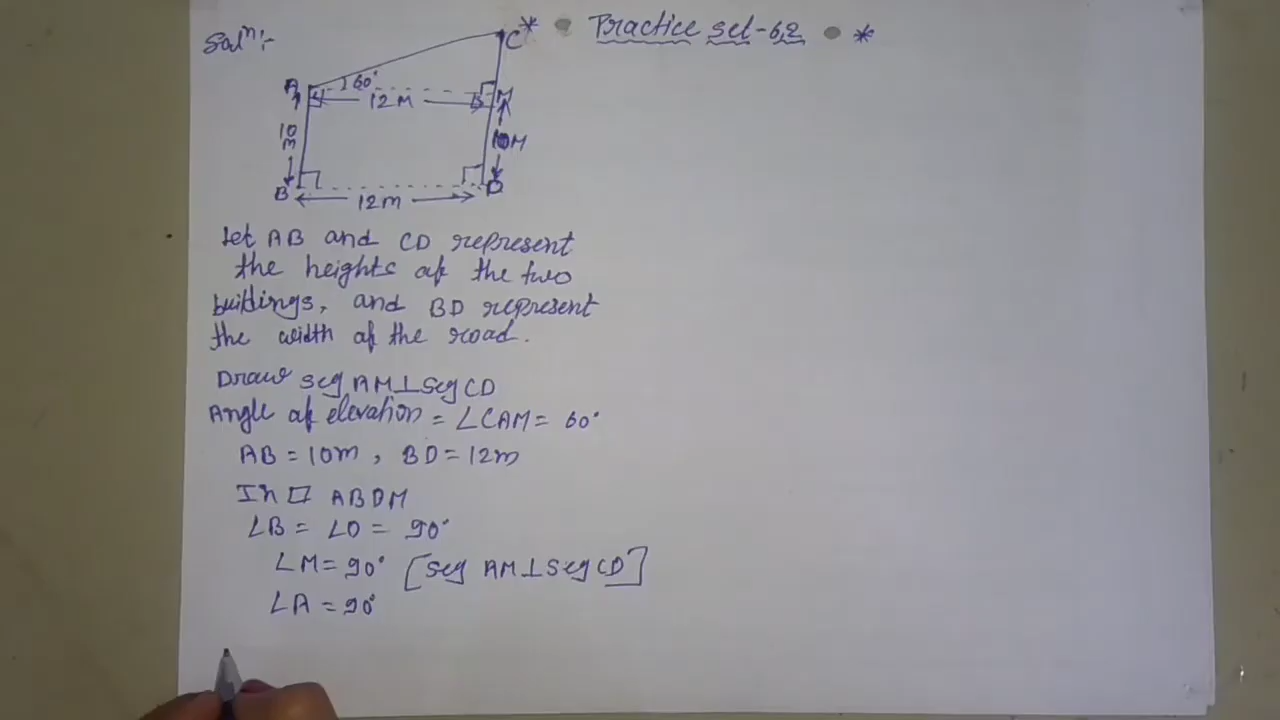 * Practice set-6.2 *
Solⁿ:-
C
A
60°
12 M
M
10
m
10M
B
D
12m
Let AB and CD represent
the heights of the two
buildings, and BD represent
the width of the road.
Draw seg AM⊥seg CD
Angle of elevation = ∠CAM = 60°
AB = 10m, BD = 12m
In □ ABDM
∠B = ∠D = 90°
∠M = 90° [seg AM⊥seg CD]
∠A = 90°